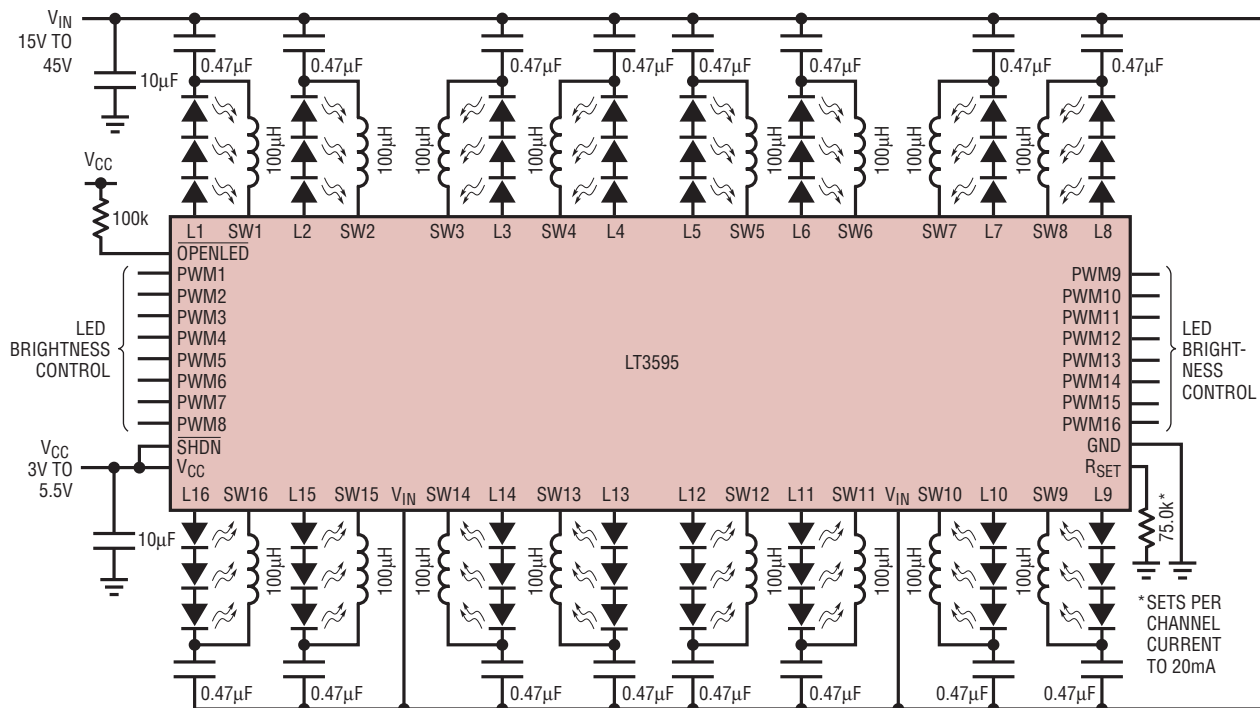 VIN
15V TO
45V
10µF
0.47µF 0.47µF 0.47µF 0.47µF 0.47µF 0.47µF 0.47µF 0.47µF
100µH 100µH 100µH 100µH 100µH 100µH 100µH 100µH
VCC
100k
L1 SW1 L2 SW2 SW3 L3 SW4 L4 L5 SW5 L6 SW6 SW7 L7 SW8 L8
OPENLED
PWM1
PWM2
PWM3
PWM4
PWM5
PWM6
PWM7
PWM8
LED
BRIGHTNESS
CONTROL
LT3595
PWM9
PWM10
PWM11
PWM12
PWM13
PWM14
PWM15
PWM16
LED
BRIGHT-
NESS
CONTROL
SHDN
VCC
GND
RSET
VCC
3V TO
5.5V
10µF
L16 SW16 L15 SW15 VIN SW14 L14 SW13 L13 L12 SW12 L11 SW11 VIN SW10 L10 SW9 L9
75.0k*
100µH 100µH 100µH 100µH 100µH 100µH 100µH 100µH
*SETS PER
CHANNEL
CURRENT
TO 20mA
0.47µF 0.47µF 0.47µF 0.47µF 0.47µF 0.47µF 0.47µF 0.47µF